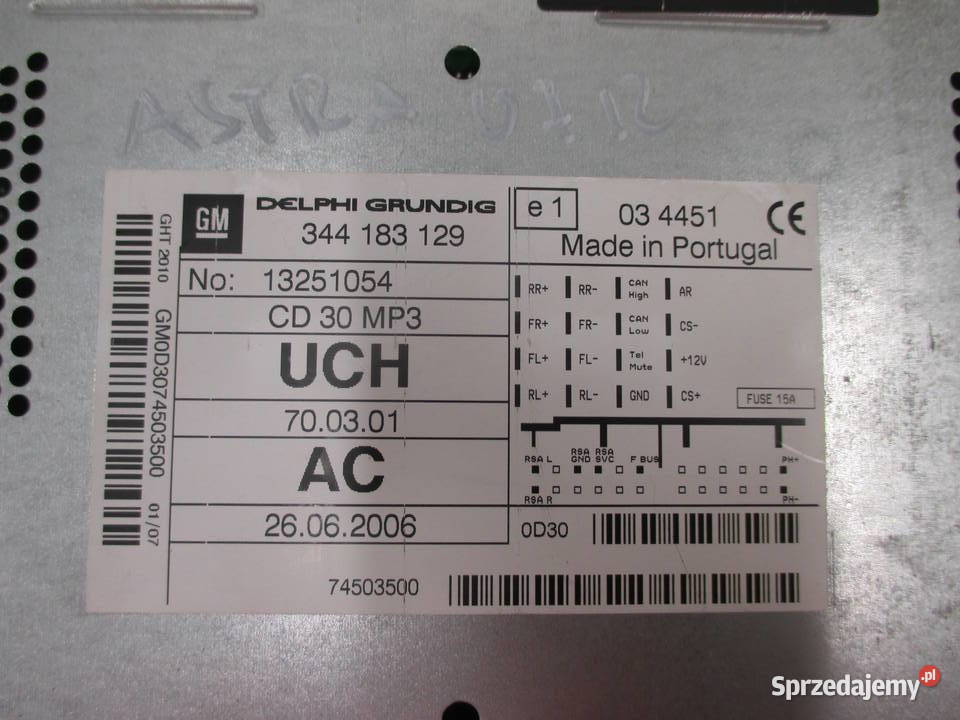 ASTRA
GM
DELPHI GRUNDIG
344 183 129
No: 13251054
CD 30 MP3
UCH
70.03.01
AC
26.06.2006
74503500
GHT 2010 GM0D3074503500 01/07
e 1
03 4451 CE
Made in Portugal
RR+ RR- CAN High AR
FR+ FR- CAN Low CS-
FL+ FL- Tel Mute +12V
RL+ RL- GND CS+
FUSE 15A
RSA L RSA GND RSA SVC F BUS PH+
RSA R PH-
0D30
Sprzedajemy.pl